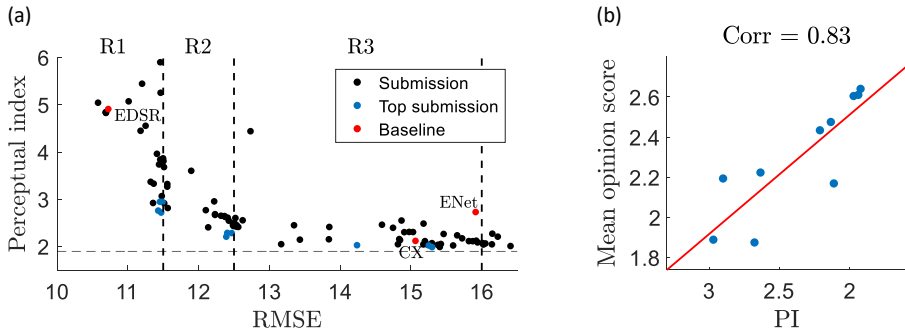 (a)
R1 R2 R3
6
5
4
3
2
Perceptual index
10 11 12 13 14 15 16
RMSE
Submission
Top submission
Baseline
EDSR
ENet
CX
(b)
Corr = 0.83
2.6
2.4
2.2
2
1.8
Mean opinion score
3 2.5 2
PI